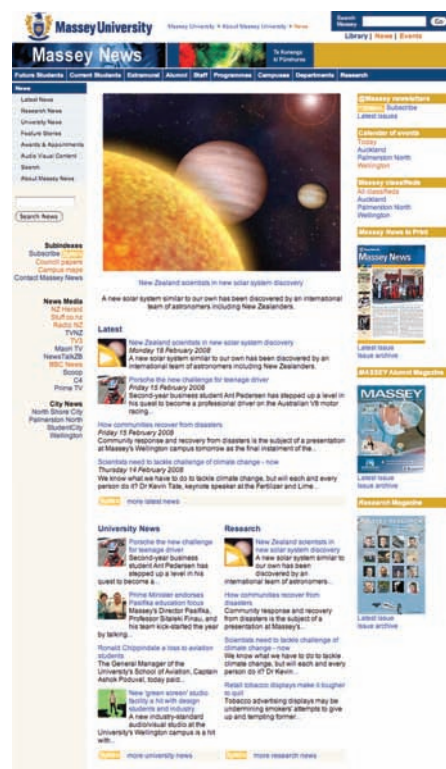 Massey University
Massey University > About Massey University > News
Search Massey
Go
Library | News | Events
Massey News
Te Kunenga
ki Pūrehuroa
Future Students Current Students Extramural Alumni Staff Programmes Campuses Departments Research
News
Latest News
Research News
University News
Feature Stories
Events & Appointments
Audio Visual Content
Search
About Massey News
Search News
Subindexes
Subscribe
Council papers
Campus maps
Contact Massey News
News Media
NZ Herald
Stuff.co.nz
Radio NZ
TVNZ
TV3
Maori TV
NewsTalkZB
BBC News
Scoop
C4
Prime TV
City News
North Shore City
Palmerston North
StudentCity
Wellington
New Zealand scientists in new solar system discovery
A new solar system similar to our own has been discovered by an international
team of astronomers including New Zealanders.
Latest
New Zealand scientists in new solar system discovery
Monday 18 February 2008
A new solar system similar to our own has been discovered by an
international team of astronomers including New Zealanders.
Porsche the new challenge for teenage driver
Friday 15 February 2008
Second-year business student Ant Pedersen has stepped up a level in
his quest to become a professional driver on the Australian V8 motor
racing...
How communities recover from disasters
Friday 15 February 2008
Community response and recovery from disasters is the subject of a presentation
at Massey's Wellington campus tomorrow as the final instalment of the...
Scientists need to tackle challenge of climate change - now
Thursday 14 February 2008
We know what we have to do to tackle climate change, but will each and every
person do it? Dr Kevin Tate, keynote speaker at the Fertilizer and Lime...
more latest news
University News
Porsche the new challenge
for teenage driver
Second-year business
student Ant Pedersen has
stepped up a level in his
quest to become a...
Prime Minister endorses
Pasifika education focus
Massey's Director Pasifika,
Professor Sitaleki Finau, and
his team kick-started the year
by talking...
Ronald Chippindale a loss to aviation
students
The General Manager of the
University's School of Aviation, Captain
Ashok Poduval, today paid...
New 'green screen' studio
facility a hit with design
students and industry
A new industry-standard
audio/visual studio at the
University's Wellington campus is a hit
with...
more university news
Research
New Zealand scientists in
new solar system discovery
A new solar system similar
to our own has been
discovered by an
international team of astronomers...
How communities recover from
disasters
Community response and recovery
from disasters is the subject of a
presentation at Massey's...
Scientists need to tackle challenge of
climate change - now
We know what we have to do to tackle
climate change, but will each and every
person do it? Dr Kevin...
Retail tobacco displays make it tougher
to quit
Tobacco advertising displays may be
undermining smokers' attempts to give
up and tempting former...
more research news
@Massey newsletters
Subscribe
Latest issues
Calendar of events
Today
Auckland
Palmerston North
Wellington
Massey classifieds
All classifieds
Auckland
Palmerston North
Wellington
Massey News in Print
Massey News
Latest issue
Issue archive
MASSEY Alumni Magazine
MASSEY
Latest issue
Issue archive
Research Magazine
Latest issue
Issue archive